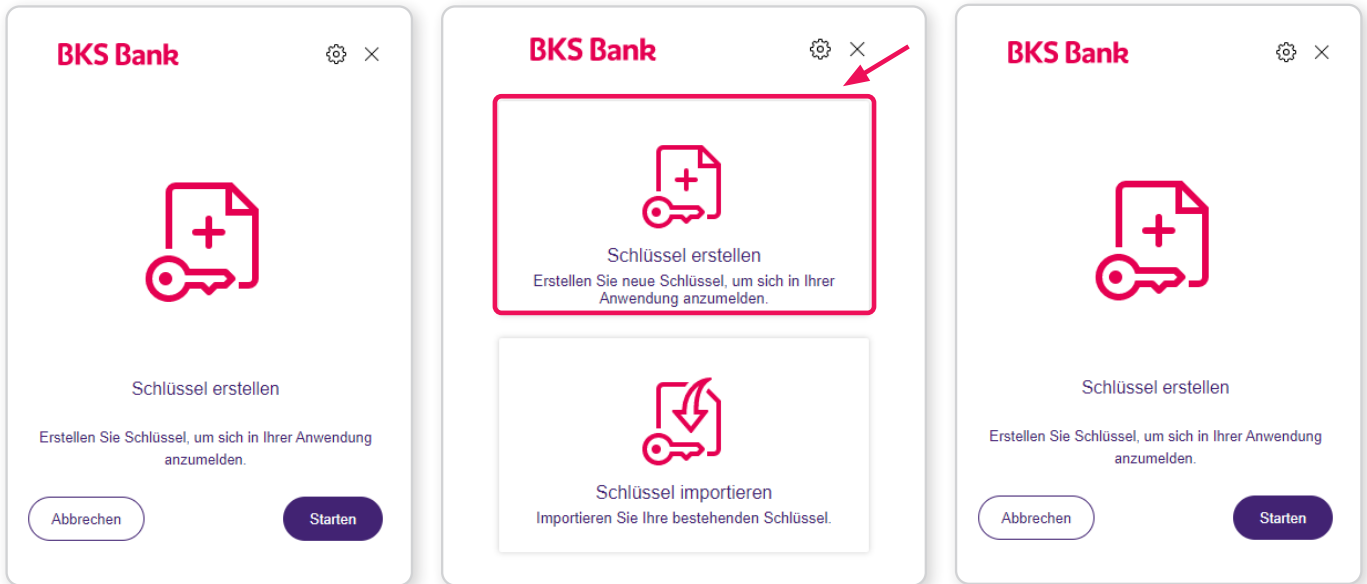 BKS Bank
Schlüssel erstellen
Erstellen Sie Schlüssel, um sich in Ihrer Anwendung
anzumelden.
Abbrechen
Starten
BKS Bank
Schlüssel erstellen
Erstellen Sie neue Schlüssel, um sich in Ihrer
Anwendung anzumelden.
Schlüssel importieren
Importieren Sie Ihre bestehenden Schlüssel.
BKS Bank
Schlüssel erstellen
Erstellen Sie Schlüssel, um sich in Ihrer Anwendung
anzumelden.
Abbrechen
Starten